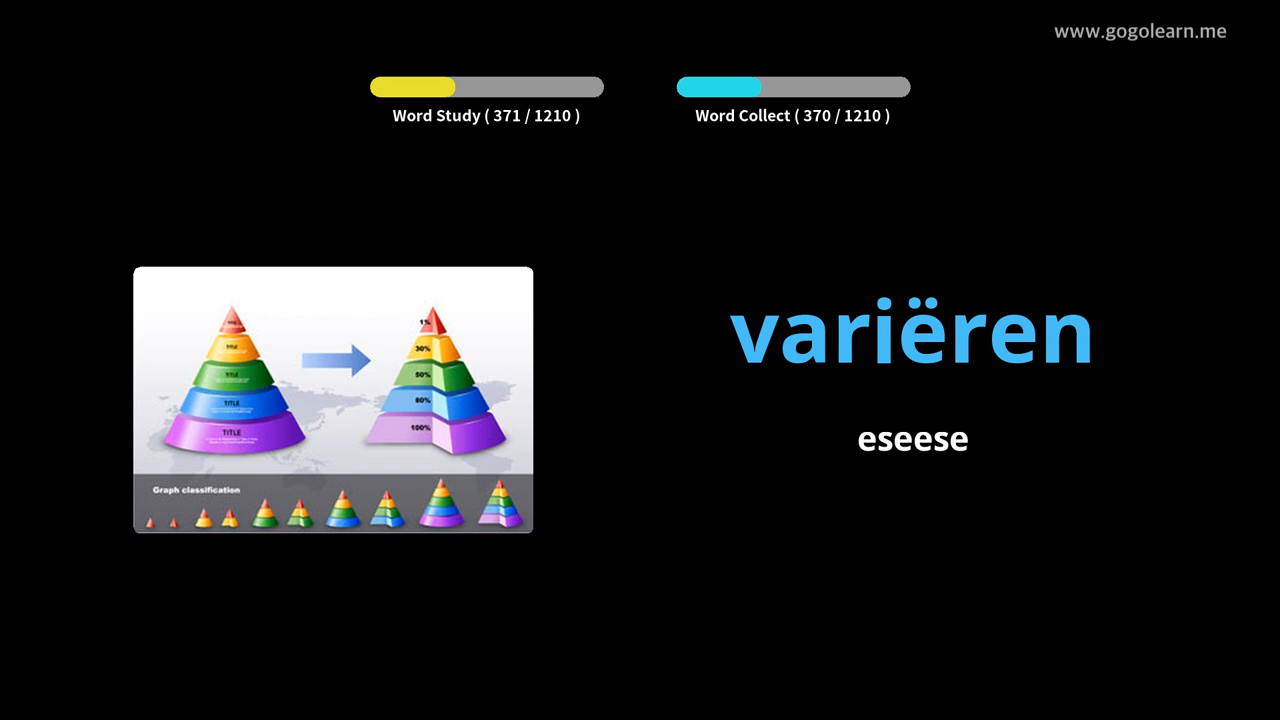 www.gogolearn.me
Word Study ( 371 / 1210 )
Word Collect ( 370 / 1210 )
variëren
eseese
TITLE
TITLE
TITLE
TITLE
1%
30%
50%
80%
100%
Graph classification